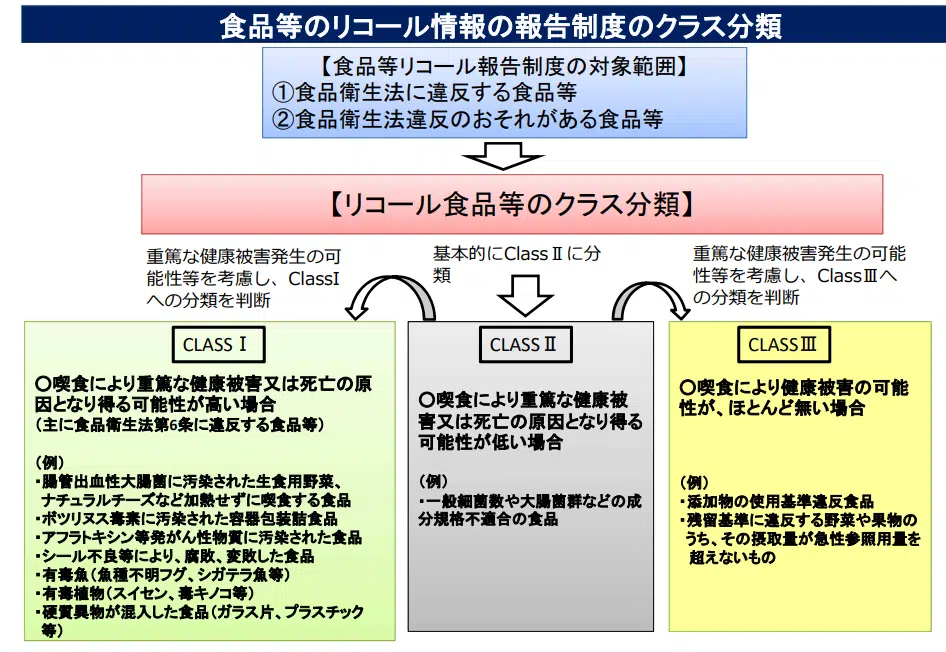 食品等のリコール情報の報告制度のクラス分類
【食品等リコール報告制度の対象範囲】
①食品衛生法に違反する食品等
②食品衛生法違反のおそれがある食品等
【リコール食品等のクラス分類】
重篤な健康被害発生の可
能性等を考慮し、ClassⅠ
への分類を判断
基本的にClassⅡに分
類
重篤な健康被害発生の可能
性等を考慮し、ClassⅢへ
の分類を判断
CLASSⅠ
〇喫食により重篤な健康被害又は死亡の原
因となり得る可能性が高い場合
（主に食品衛生法第6条に違反する食品等）
（例）
・腸管出血性大腸菌に汚染された生食用野菜、
ナチュラルチーズなど加熱せずに喫食する食品
・ボツリヌス毒素に汚染された容器包装詰食品
・アフラトキシン等発がん性物質に汚染された食品
・シール不良等により、腐敗、変敗した食品
・有毒魚（魚種不明フグ、シガテラ魚等）
・有毒植物（スイセン、毒キノコ等）
・硬質異物が混入した食品（ガラス片、プラスチック
等）
CLASSⅡ
〇喫食により重篤な健康被
害又は死亡の原因となり得る
可能性が低い場合
（例）
・一般細菌数や大腸菌群などの成
分規格不適合の食品
CLASSⅢ
〇喫食により健康被害の可能
性が、ほとんど無い場合
（例）
・添加物の使用基準違反食品
・残留基準に違反する野菜や果物の
うち、その摂取量が急性参照用量を
超えないもの